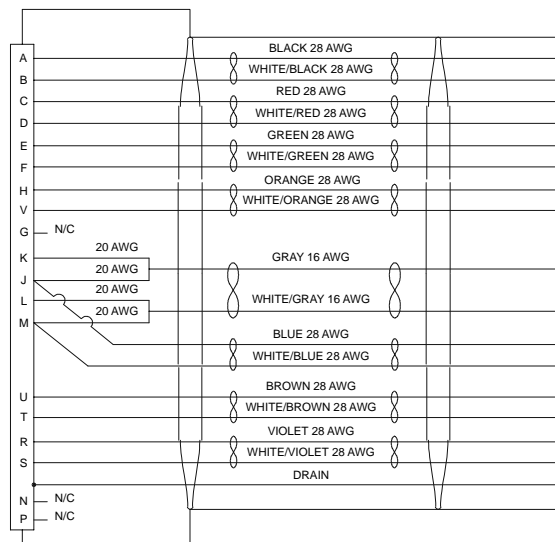 BLACK 28 AWG
A
WHITE/BLACK 28 AWG
B
RED 28 AWG
C
WHITE/RED 28 AWG
D
GREEN 28 AWG
E
WHITE/GREEN 28 AWG
F
ORANGE 28 AWG
H
WHITE/ORANGE 28 AWG
V
G N/C
20 AWG
K
GRAY 16 AWG
20 AWG
J
20 AWG
L
WHITE/GRAY 16 AWG
20 AWG
M
BLUE 28 AWG
WHITE/BLUE 28 AWG
BROWN 28 AWG
U
WHITE/BROWN 28 AWG
T
VIOLET 28 AWG
R
WHITE/VIOLET 28 AWG
S
DRAIN
N N/C
P N/C